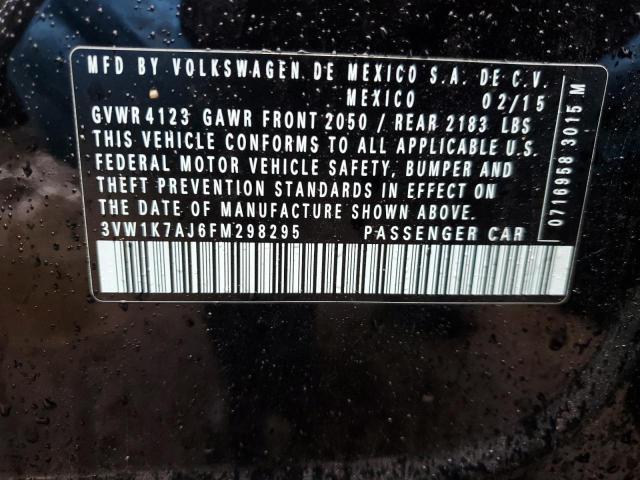 MFD BY VOLKSWAGEN DE MEXICO S.A. DE C.V.
MEXICO 02/15
GVWR 4123 GAWR FRONT 2050 / REAR 2183 LBS
THIS VEHICLE CONFORMS TO ALL APPLICABLE U.S.
FEDERAL MOTOR VEHICLE SAFETY, BUMPER AND
THEFT PREVENTION STANDARDS IN EFFECT ON
THE DATE OF MANUFACTURE SHOWN ABOVE.
3VW1K7AJ6FM298295 PASSENGER CAR
0716958 3015 M